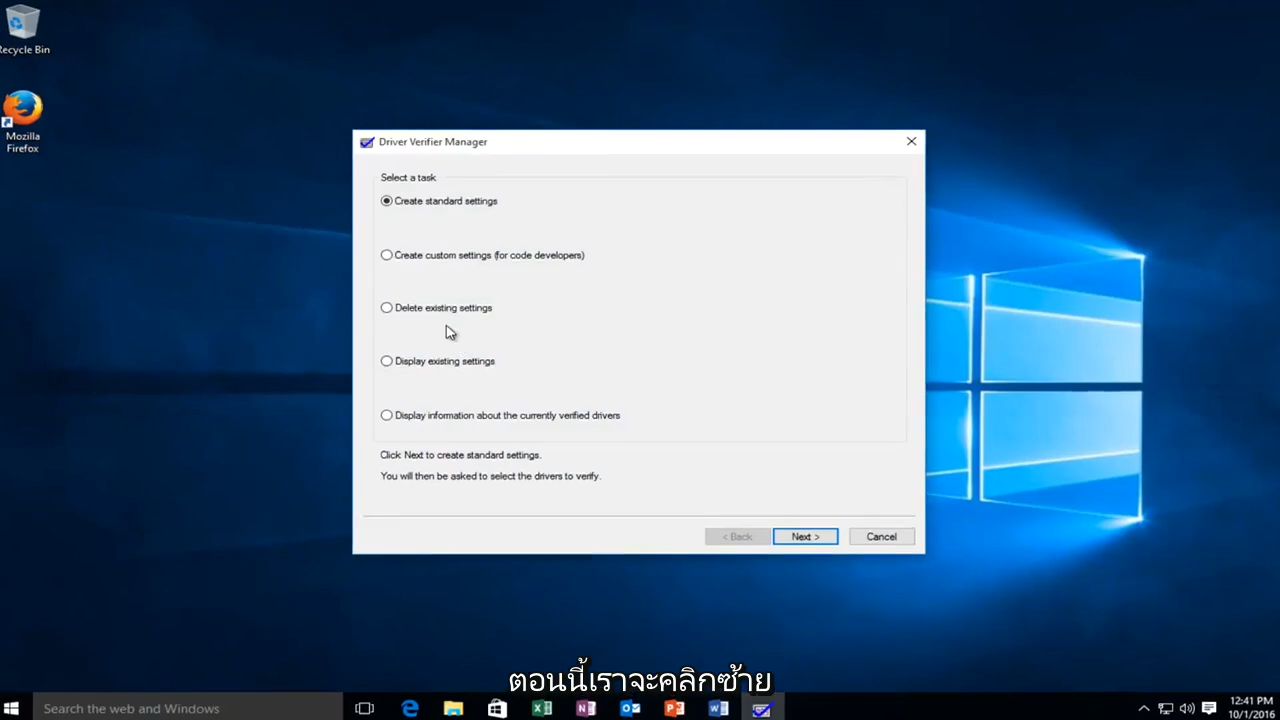 Recycle Bin
Mozilla
Firefox
Driver Verifier Manager
Select a task
Create standard settings
Create custom settings (for code developers)
Delete existing settings
Display existing settings
Display information about the currently verified drivers
Click Next to create standard settings.
You will then be asked to select the drivers to verify.
< Back
Next >
Cancel
ตอนนี้เราจะคลิกซ้าย
Search the web and Windows
12:41 PM
10/1/2016